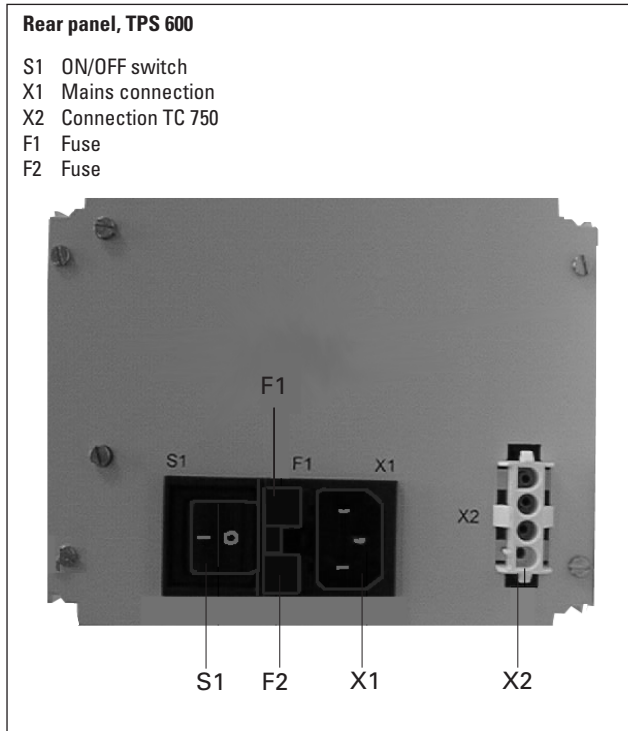 Rear panel, TPS 600
S1 ON/OFF switch
X1 Mains connection
X2 Connection TC 750
F1 Fuse
F2 Fuse
F1
S1 F1 X1
X2
S1 F2 X1 X2